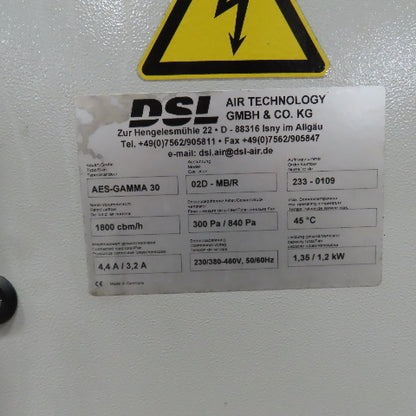 DSL AIR TECHNOLOGY
GMBH & CO. KG
Zur Hengelesmühle 22 • D - 88316 Isny im Allgäu
Tel. +49(0)7562/905811 • Fax +49(0)7562/905847
e-mail: dsl.air@dsl-air.de
AES-GAMMA 30 02D - MB/R 233 - 0109
1800 cbm/h 300 Pa / 840 Pa 45 °C
4,4 A / 3,2 A 230/380-480V, 50/60Hz 1,35 / 1,2 kW
CE Made in Germany